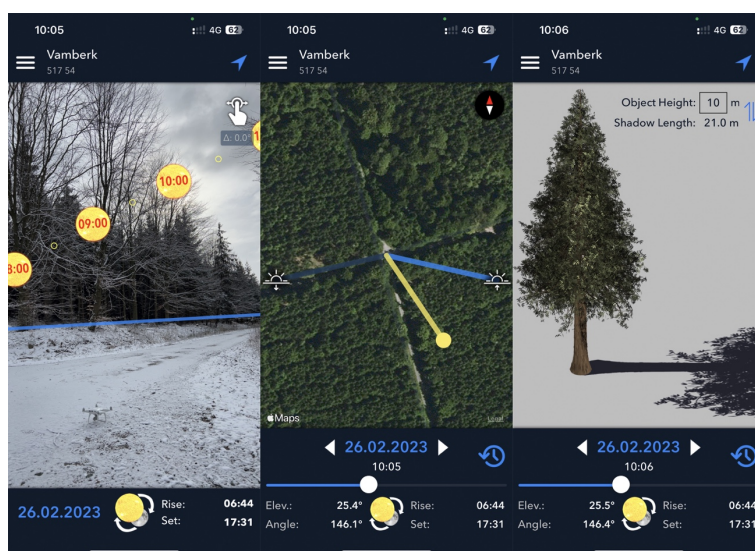 10:05
4G 62
Vamberk
517 54
Δ: 0.0°
10:00
09:00
8:00
26.02.2023
Rise: 06:44
Set: 17:31
10:05
4G 62
Vamberk
517 54
Maps
Legal
26.02.2023
10:05
Elev.: 25.4°
Rise: 06:44
Angle: 146.1°
Set: 17:31
10:06
4G 62
Vamberk
517 54
Object Height: 10 m
Shadow Length: 21.0 m
26.02.2023
10:06
Elev.: 25.5°
Rise: 06:44
Angle: 146.4°
Set: 17:31